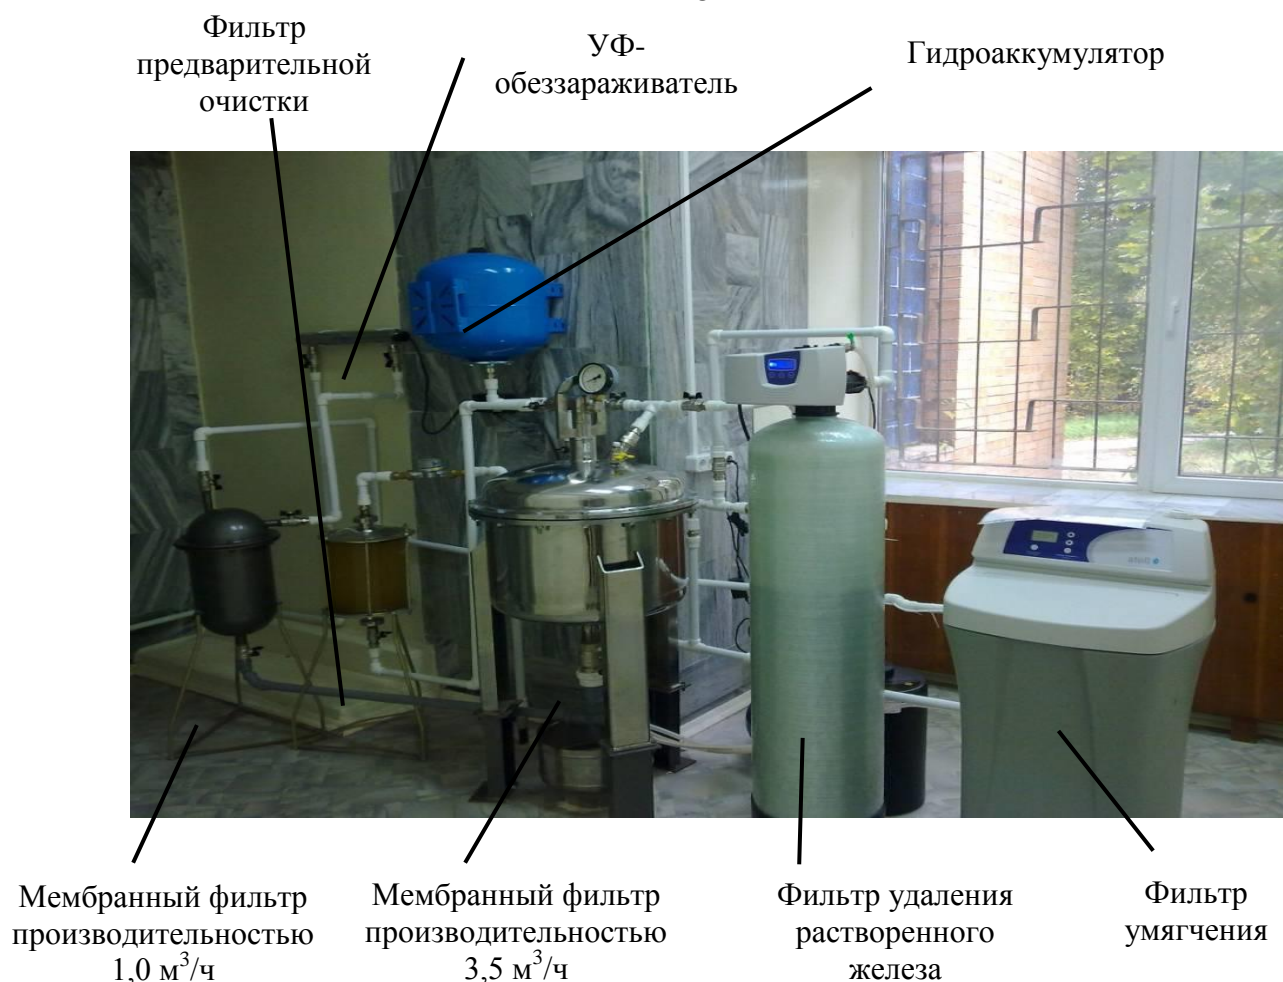 Фильтр
предварительной
очистки
УФ-
обеззараживатель
Гидроаккумулятор
Мембранный фильтр
производительностью
1,0 м³/ч
Мембранный фильтр
производительностью
3,5 м³/ч
Фильтр удаления
растворенного
железа
Фильтр
умягчения